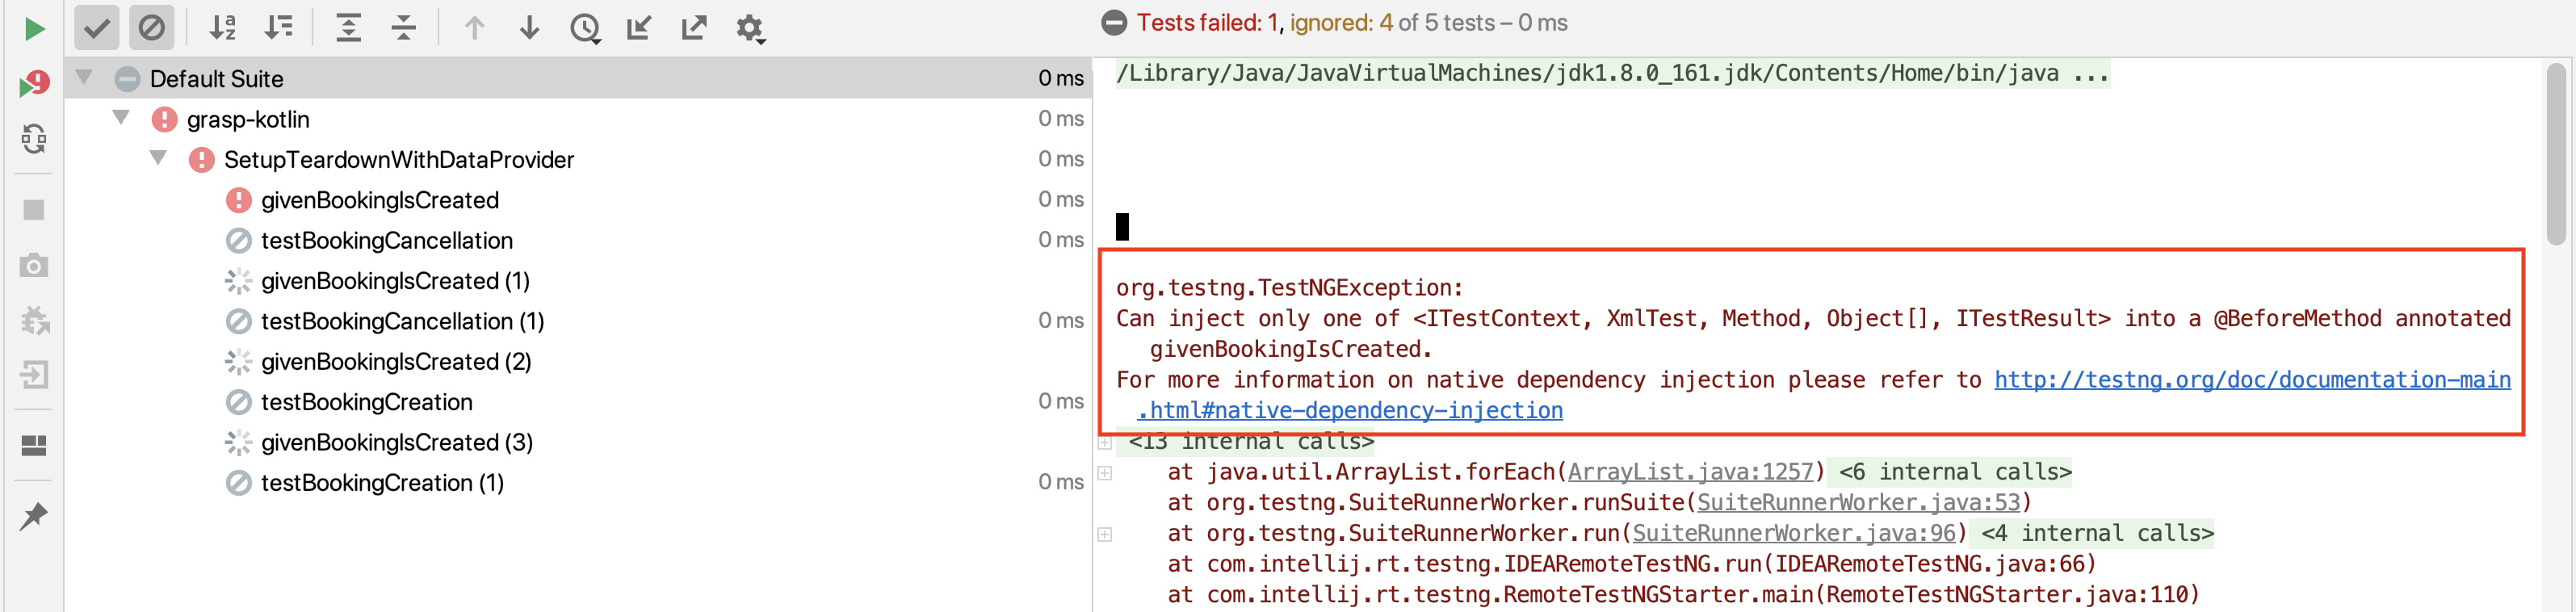 Tests failed: 1, ignored: 4 of 5 tests – 0 ms
Default Suite 0 ms
grasp-kotlin 0 ms
SetupTeardownWithDataProvider 0 ms
givenBookingIsCreated 0 ms
testBookingCancellation 0 ms
givenBookingIsCreated (1)
testBookingCancellation (1) 0 ms
givenBookingIsCreated (2)
testBookingCreation 0 ms
givenBookingIsCreated (3)
testBookingCreation (1) 0 ms
/Library/Java/JavaVirtualMachines/jdk1.8.0_161.jdk/Contents/Home/bin/java ...
org.testng.TestNGException:
Can inject only one of <ITestContext, XmlTest, Method, Object[], ITestResult> into a @BeforeMethod annotated
givenBookingIsCreated.
For more information on native dependency injection please refer to http://testng.org/doc/documentation-main
.html#native-dependency-injection
<13 internal calls>
at java.util.ArrayList.forEach(ArrayList.java:1257) <6 internal calls>
at org.testng.SuiteRunnerWorker.runSuite(SuiteRunnerWorker.java:53)
at org.testng.SuiteRunnerWorker.run(SuiteRunnerWorker.java:96) <4 internal calls>
at com.intellij.rt.testng.IDEARemoteTestNG.run(IDEARemoteTestNG.java:66)
at com.intellij.rt.testng.RemoteTestNGStarter.main(RemoteTestNGStarter.java:110)